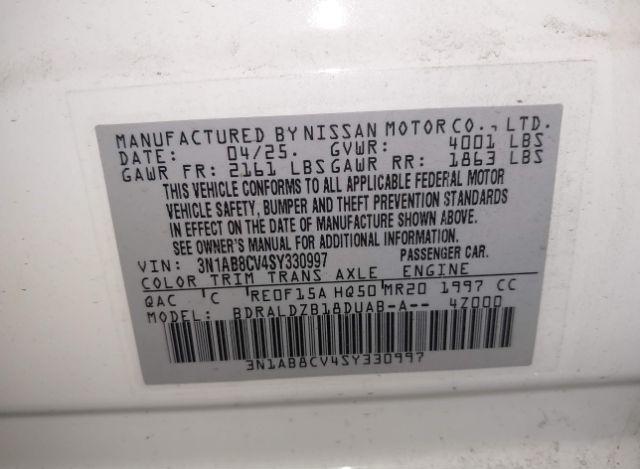 MANUFACTURED BY NISSAN MOTOR CO., LTD.
DATE: 04/25. GVWR: 4001 LBS
GAWR FR: 2161 LBS GAWR RR: 1863 LBS
THIS VEHICLE CONFORMS TO ALL APPLICABLE FEDERAL MOTOR
VEHICLE SAFETY, BUMPER AND THEFT PREVENTION STANDARDS
IN EFFECT ON THE DATE OF MANUFACTURE SHOWN ABOVE.
SEE OWNER'S MANUAL FOR ADDITIONAL INFORMATION.
VIN: 3N1AB8CV4SY330997 PASSENGER CAR.
COLOR TRIM TRANS AXLE ENGINE
QAC C RE0F15A HQ50 MR20 1997 CC
MODEL: BDRALDZB18DUAB-A-- 4Z000
3N1AB8CV4SY330997